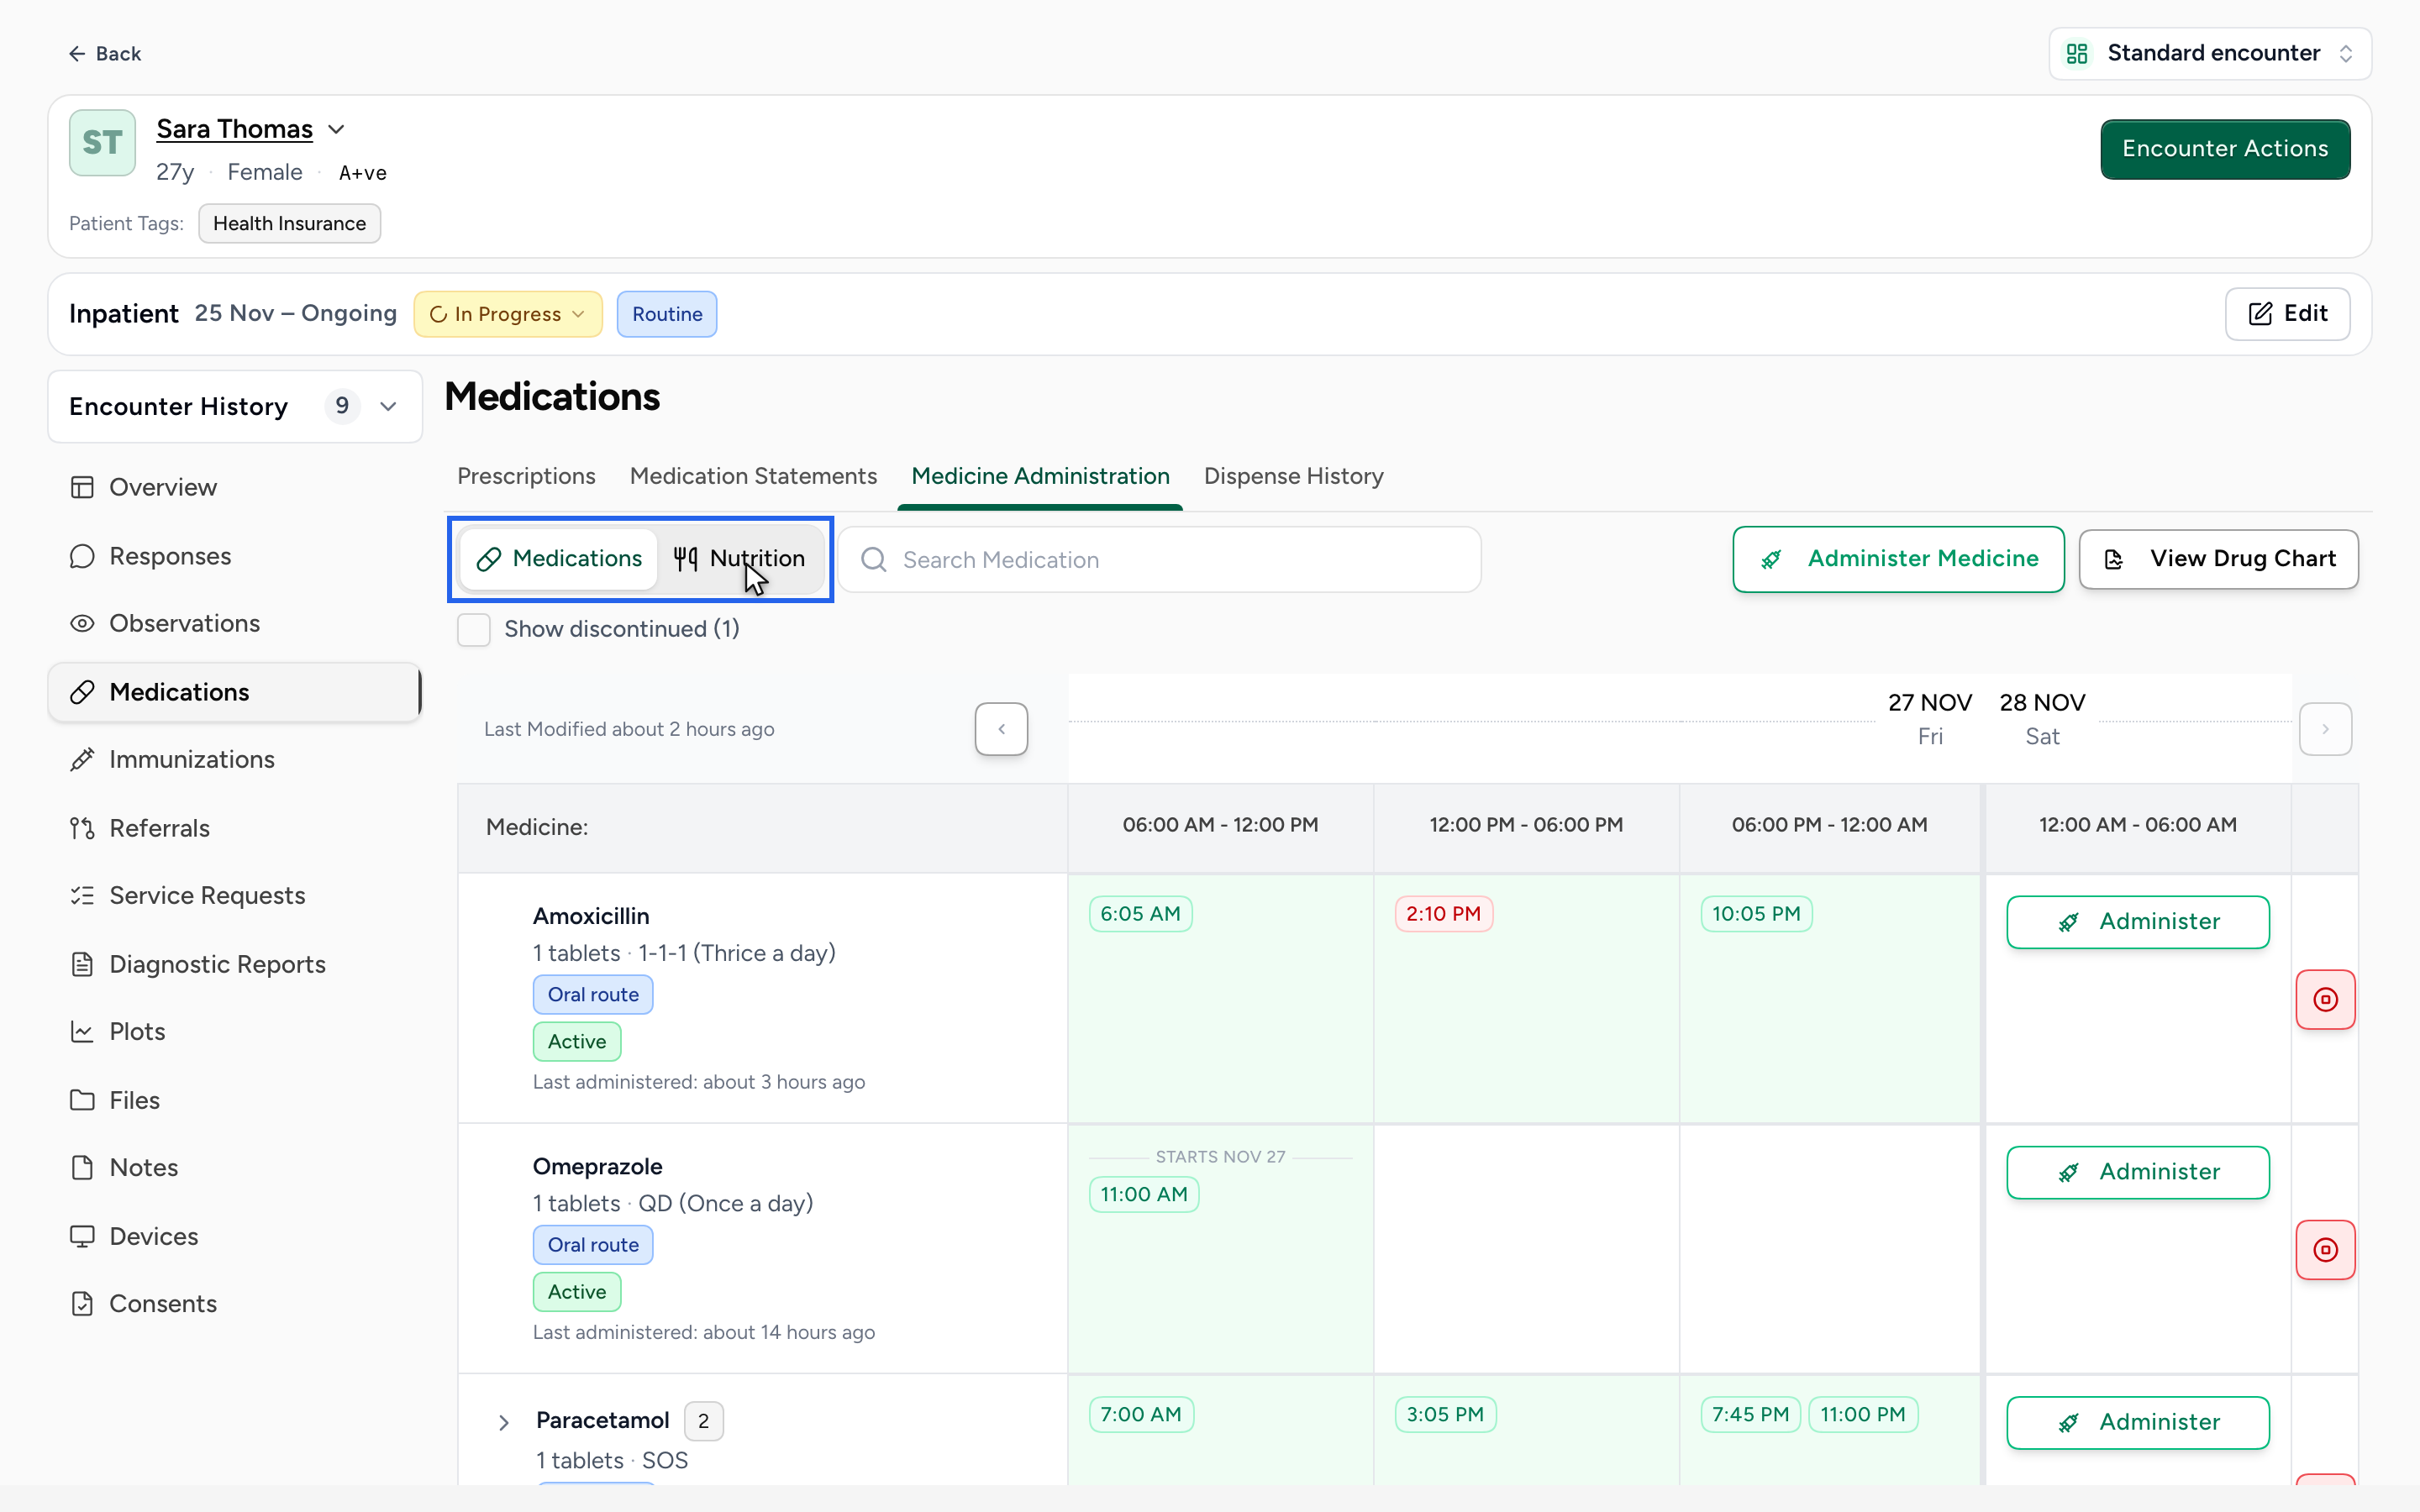 Back
Standard encounter
ST
Sara Thomas
27y · Female · A+ve
Encounter Actions
Patient Tags: Health Insurance
Inpatient 25 Nov – Ongoing In Progress Routine
Edit
Encounter History 9
Overview
Responses
Observations
Medications
Immunizations
Referrals
Service Requests
Diagnostic Reports
Plots
Files
Notes
Devices
Consents
Medications
Prescriptions Medication Statements Medicine Administration Dispense History
Medications Nutrition Search Medication Administer Medicine View Drug Chart
Show discontinued (1)
Last Modified about 2 hours ago
27 NOV 28 NOV
Fri Sat
Medicine: 06:00 AM - 12:00 PM 12:00 PM - 06:00 PM 06:00 PM - 12:00 AM 12:00 AM - 06:00 AM
Amoxicillin 6:05 AM 2:10 PM 10:05 PM Administer
1 tablets · 1-1-1 (Thrice a day)
Oral route
Active
Last administered: about 3 hours ago
STARTS NOV 27
Omeprazole 11:00 AM Administer
1 tablets · QD (Once a day)
Oral route
Active
Last administered: about 14 hours ago
Paracetamol 2 7:00 AM 3:05 PM 7:45 PM 11:00 PM Administer
1 tablets · SOS